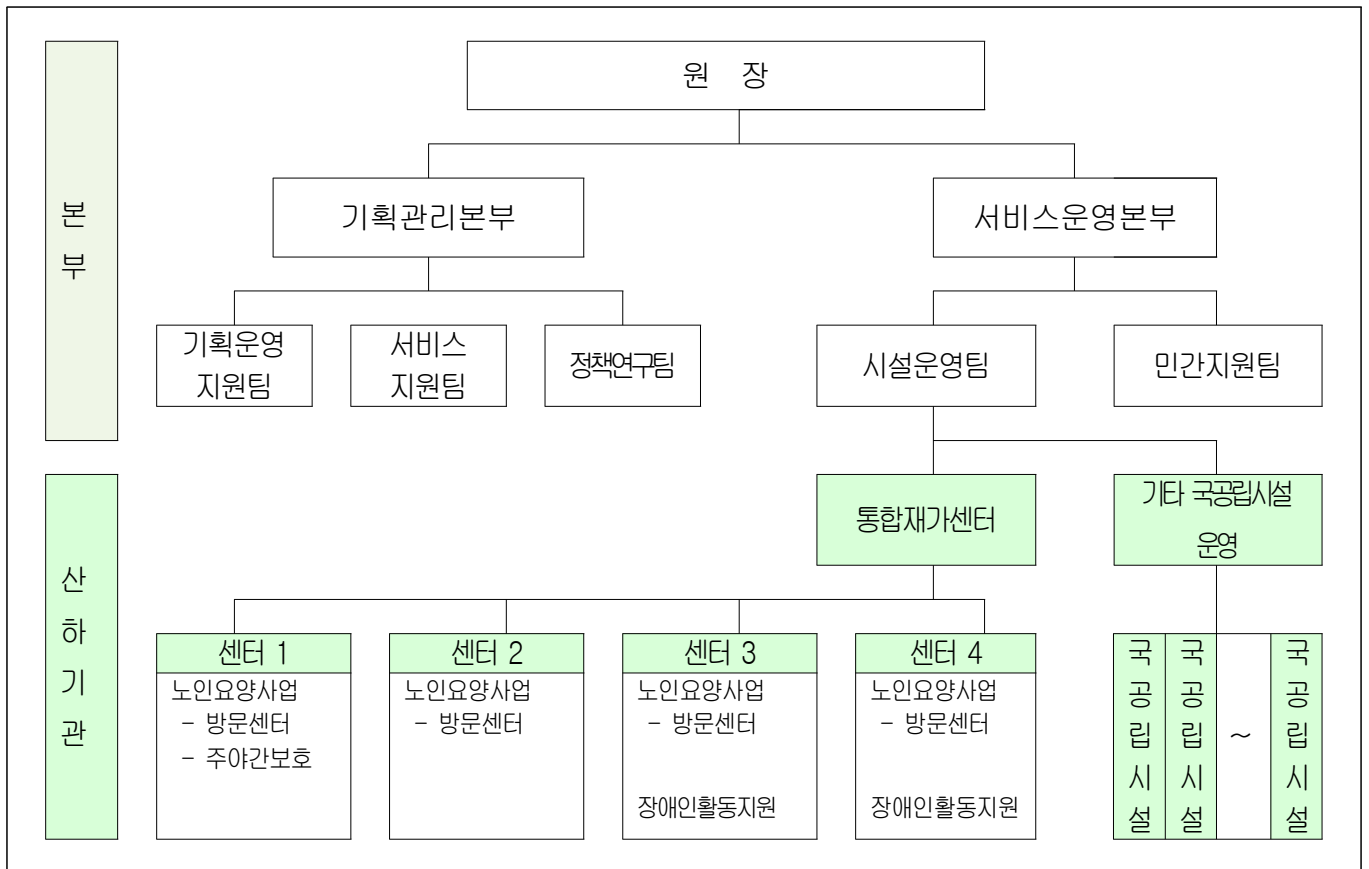 본부
원 장
기획관리본부
서비스운영본부
기획운영
지원팀
서비스
지원팀
정책연구팀
시설운영팀
민간지원팀
산하기관
통합재가센터
기타 국공립시설
운영
센터 1
노인요양사업
- 방문센터
- 주야간보호
센터 2
노인요양사업
- 방문센터
센터 3
노인요양사업
- 방문센터
장애인활동지원
센터 4
노인요양사업
- 방문센터
장애인활동지원
국공립시설
국공립시설
~
국공립시설